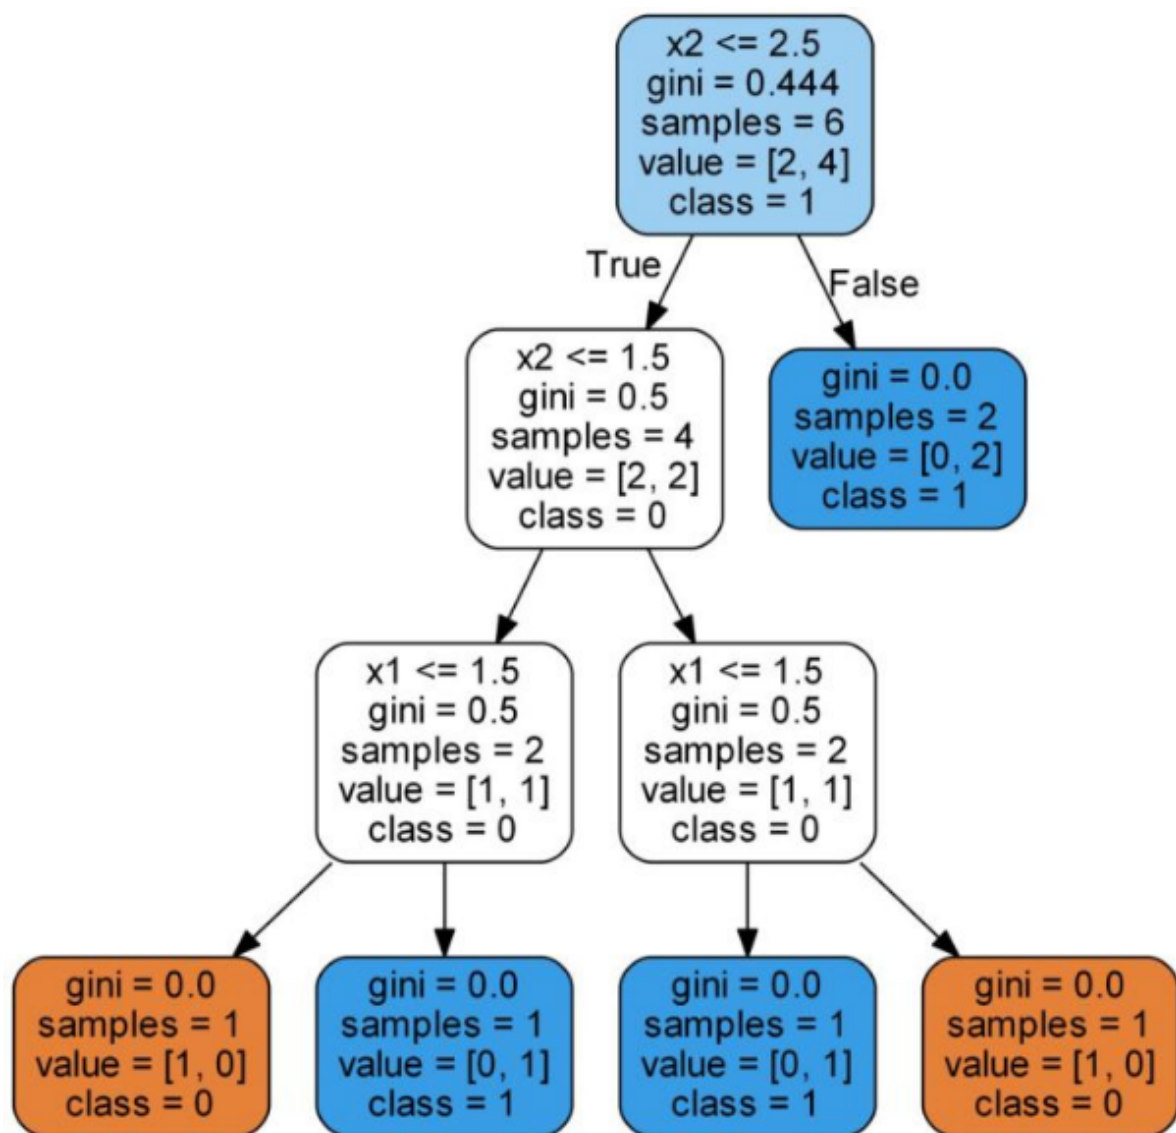 x2 <= 2.5
gini = 0.444
samples = 6
value = [2, 4]
class = 1
True
False
x2 <= 1.5
gini = 0.5
samples = 4
value = [2, 2]
class = 0
gini = 0.0
samples = 2
value = [0, 2]
class = 1
x1 <= 1.5
gini = 0.5
samples = 2
value = [1, 1]
class = 0
x1 <= 1.5
gini = 0.5
samples = 2
value = [1, 1]
class = 0
gini = 0.0
samples = 1
value = [1, 0]
class = 0
gini = 0.0
samples = 1
value = [0, 1]
class = 1
gini = 0.0
samples = 1
value = [0, 1]
class = 1
gini = 0.0
samples = 1
value = [1, 0]
class = 0